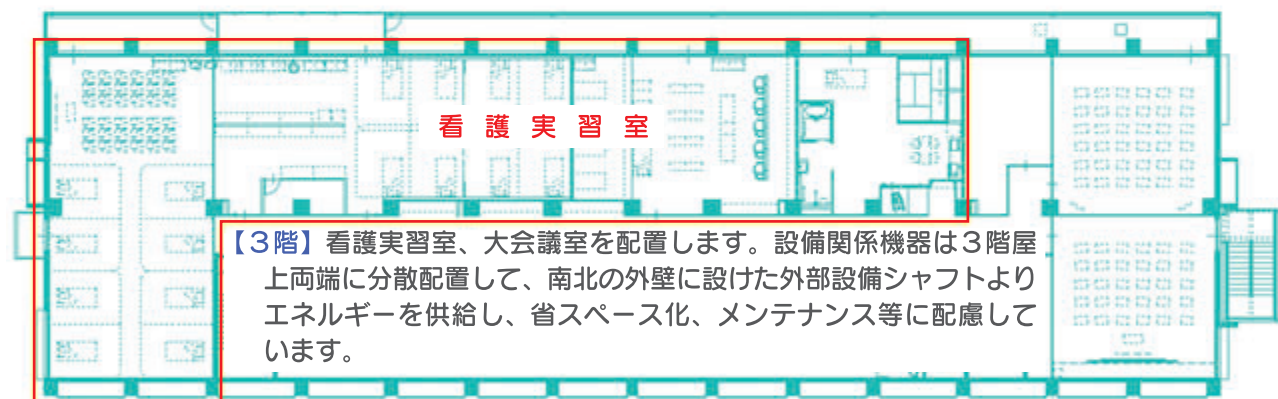 看護実習室
【3階】看護実習室、大会議室を配置します。設備関係機器は3階屋
上両端に分散配置して、南北の外壁に設けた外部設備シャフトより
エネルギーを供給し、省スペース化、メンテナンス等に配慮して
います。